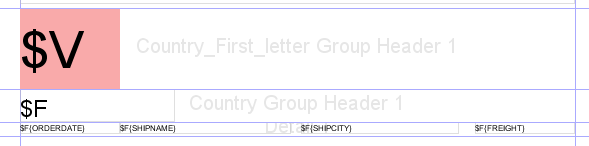 $V
Country_First_letter Group Header 1
$F
Country Group Header 1
$F{ORDERDATE} $F{SHIPNAME} $F{SHIPCITY} $F{FREIGHT}